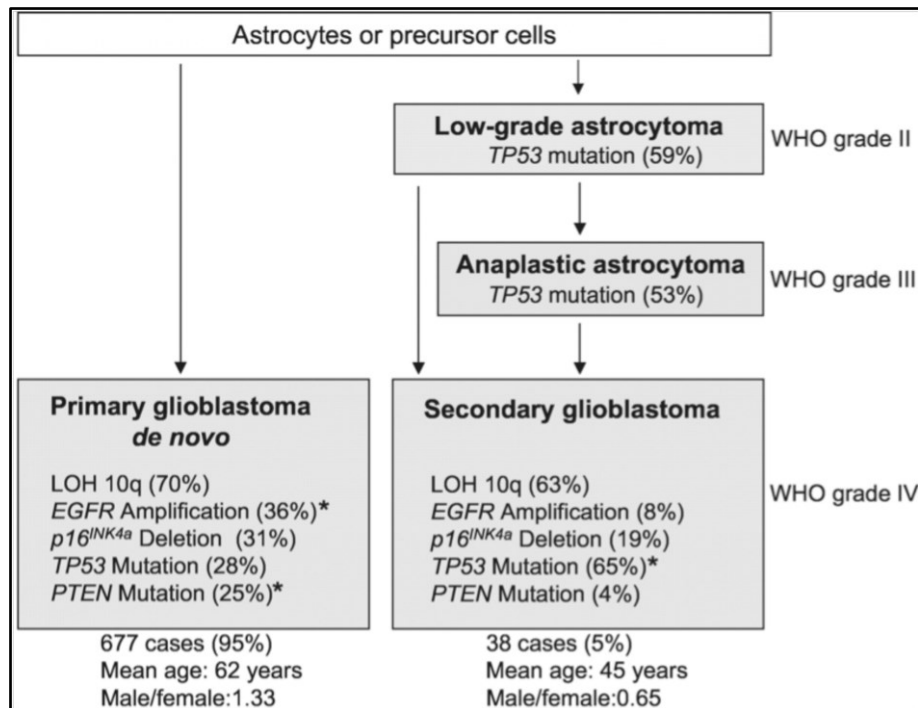 Astrocytes or precursor cells
Low-grade astrocytoma
TP53 mutation (59%)
WHO grade II
Anaplastic astrocytoma
TP53 mutation (53%)
WHO grade III
Primary glioblastoma
de novo
LOH 10q (70%)
EGFR Amplification (36%)*
p16^INK4a Deletion (31%)
TP53 Mutation (28%)
PTEN Mutation (25%)*
677 cases (95%)
Mean age: 62 years
Male/female:1.33
Secondary glioblastoma
LOH 10q (63%)
EGFR Amplification (8%)
p16^INK4a Deletion (19%)
TP53 Mutation (65%)*
PTEN Mutation (4%)
38 cases (5%)
Mean age: 45 years
Male/female:0.65
WHO grade IV